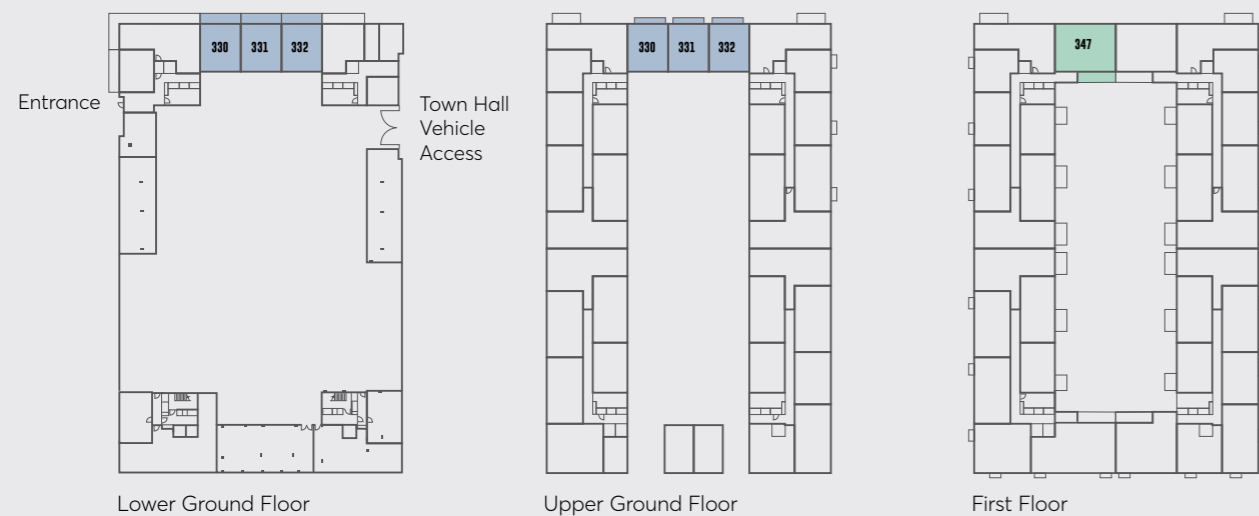 330 331 332
Entrance
Town Hall
Vehicle
Access
Lower Ground Floor
330 331 332
Upper Ground Floor
347
First Floor